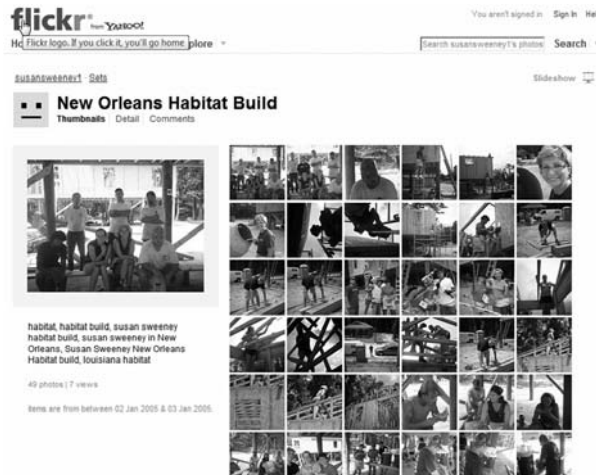 flickr from YAHOO!
You aren't signed in Sign In Hel
Ho Flickr logo. If you click it, you'll go home plore
Search susansweeney1's photos Search
susansweeney1 · Sets
Slideshow
New Orleans Habitat Build
Thumbnails Detail Comments
habitat, habitat build, susan sweeney
habitat build, susan sweeney in New
Orleans, Susan Sweeney New Orleans
Habitat build, louisiana habitat
49 photos | 7 views
items are from between 02 Jan 2005 & 03 Jan 2005.